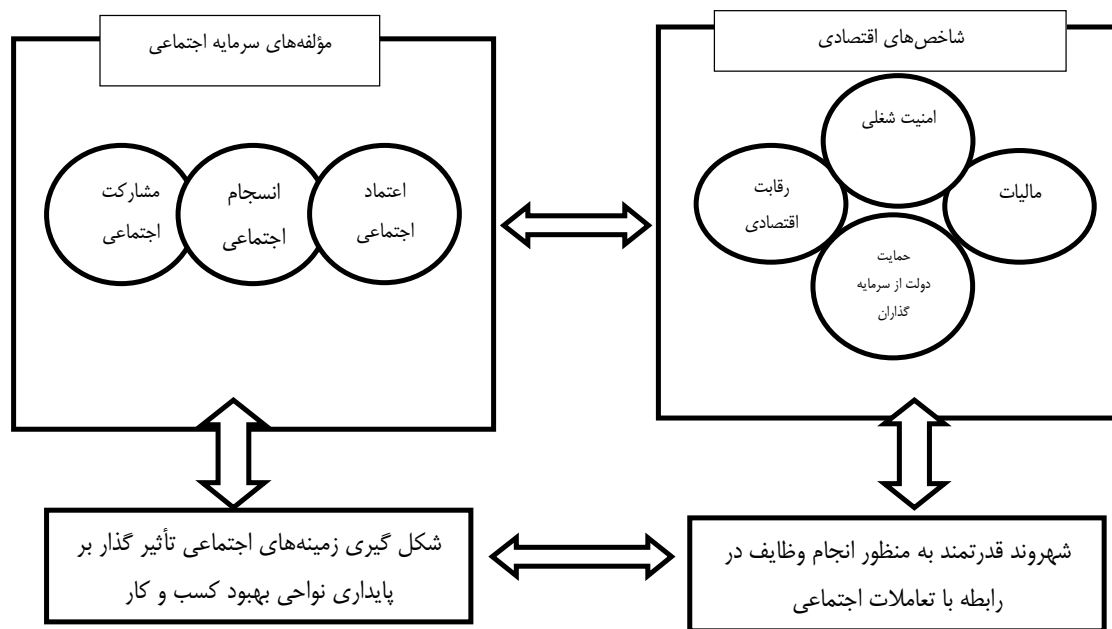 شاخص‌های اقتصادی
امنیت شغلی
مالیات
رقابت
اقتصادی
حمایت
دولت از سرمایه
گذاران
مؤلفه‌های سرمایه اجتماعی
اعتماد
اجتماعی
انسجام
اجتماعی
مشارکت
اجتماعی
شهروند قدرتمند به منظور انجام وظایف در
رابطه با تعاملات اجتماعی
شکل گیری زمینه‌های اجتماعی تأثیر گذار بر
پایداری نواحی بهبود کسب و کار